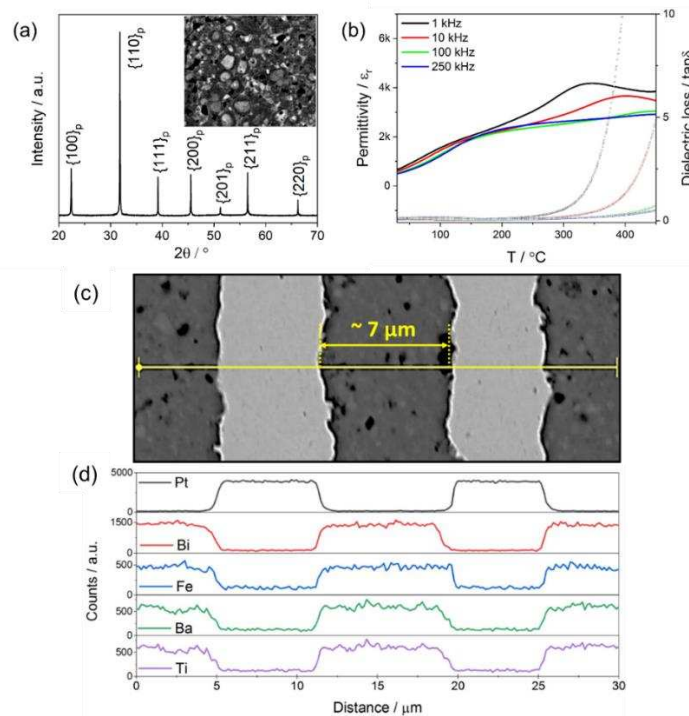 (a)
Intensity / a.u.
{100}p
{110}p
{111}p
{200}p
{201}p
{211}p
{220}p
20 30 40 50 60 70
2θ / °
(b)
1 kHz
10 kHz
100 kHz
250 kHz
Permittivity / εr
6k
4k
2k
0
10
5
0
Dielectric loss / tanδ
100 200 300 400
T / °C
(c)
~ 7 μm
(d)
Counts / a.u.
5000
0
Pt
1500
0
Bi
500
0
Fe
500
0
Ba
500
0
Ti
0 5 10 15 20 25 30
Distance / μm